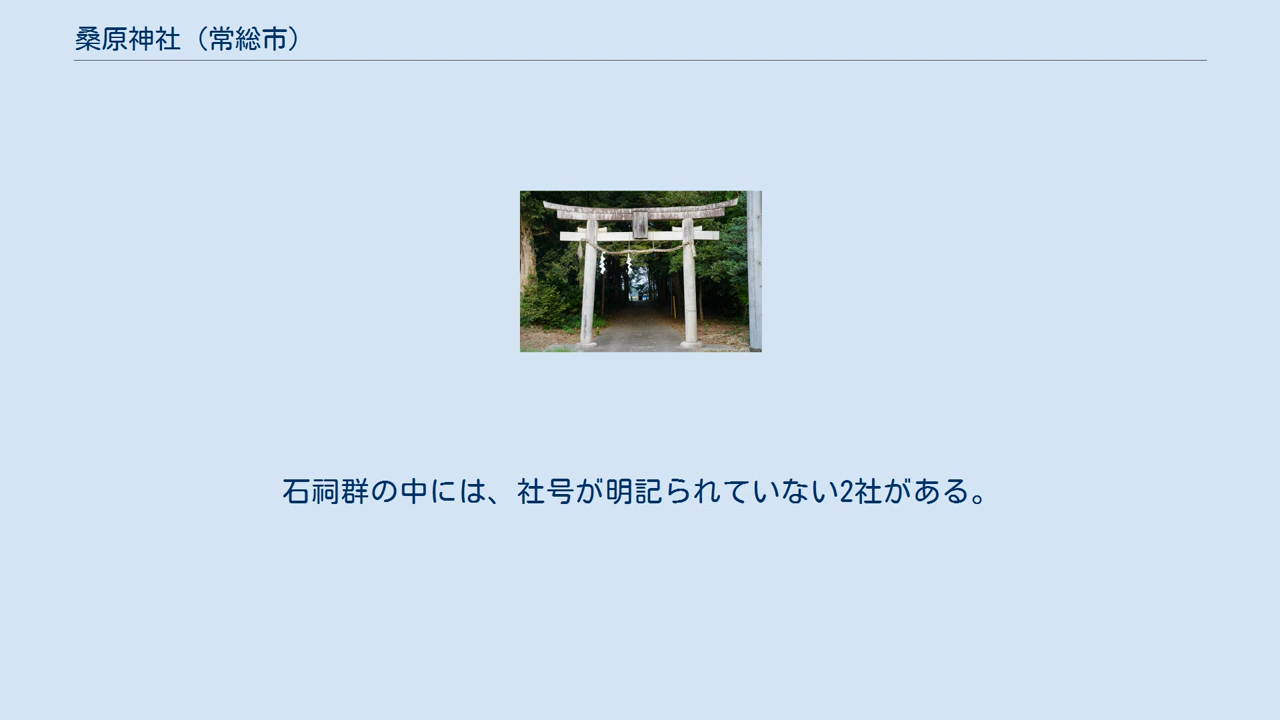 桑原神社（常総市）
石祠群の中には、社号が明記られていない2社がある。